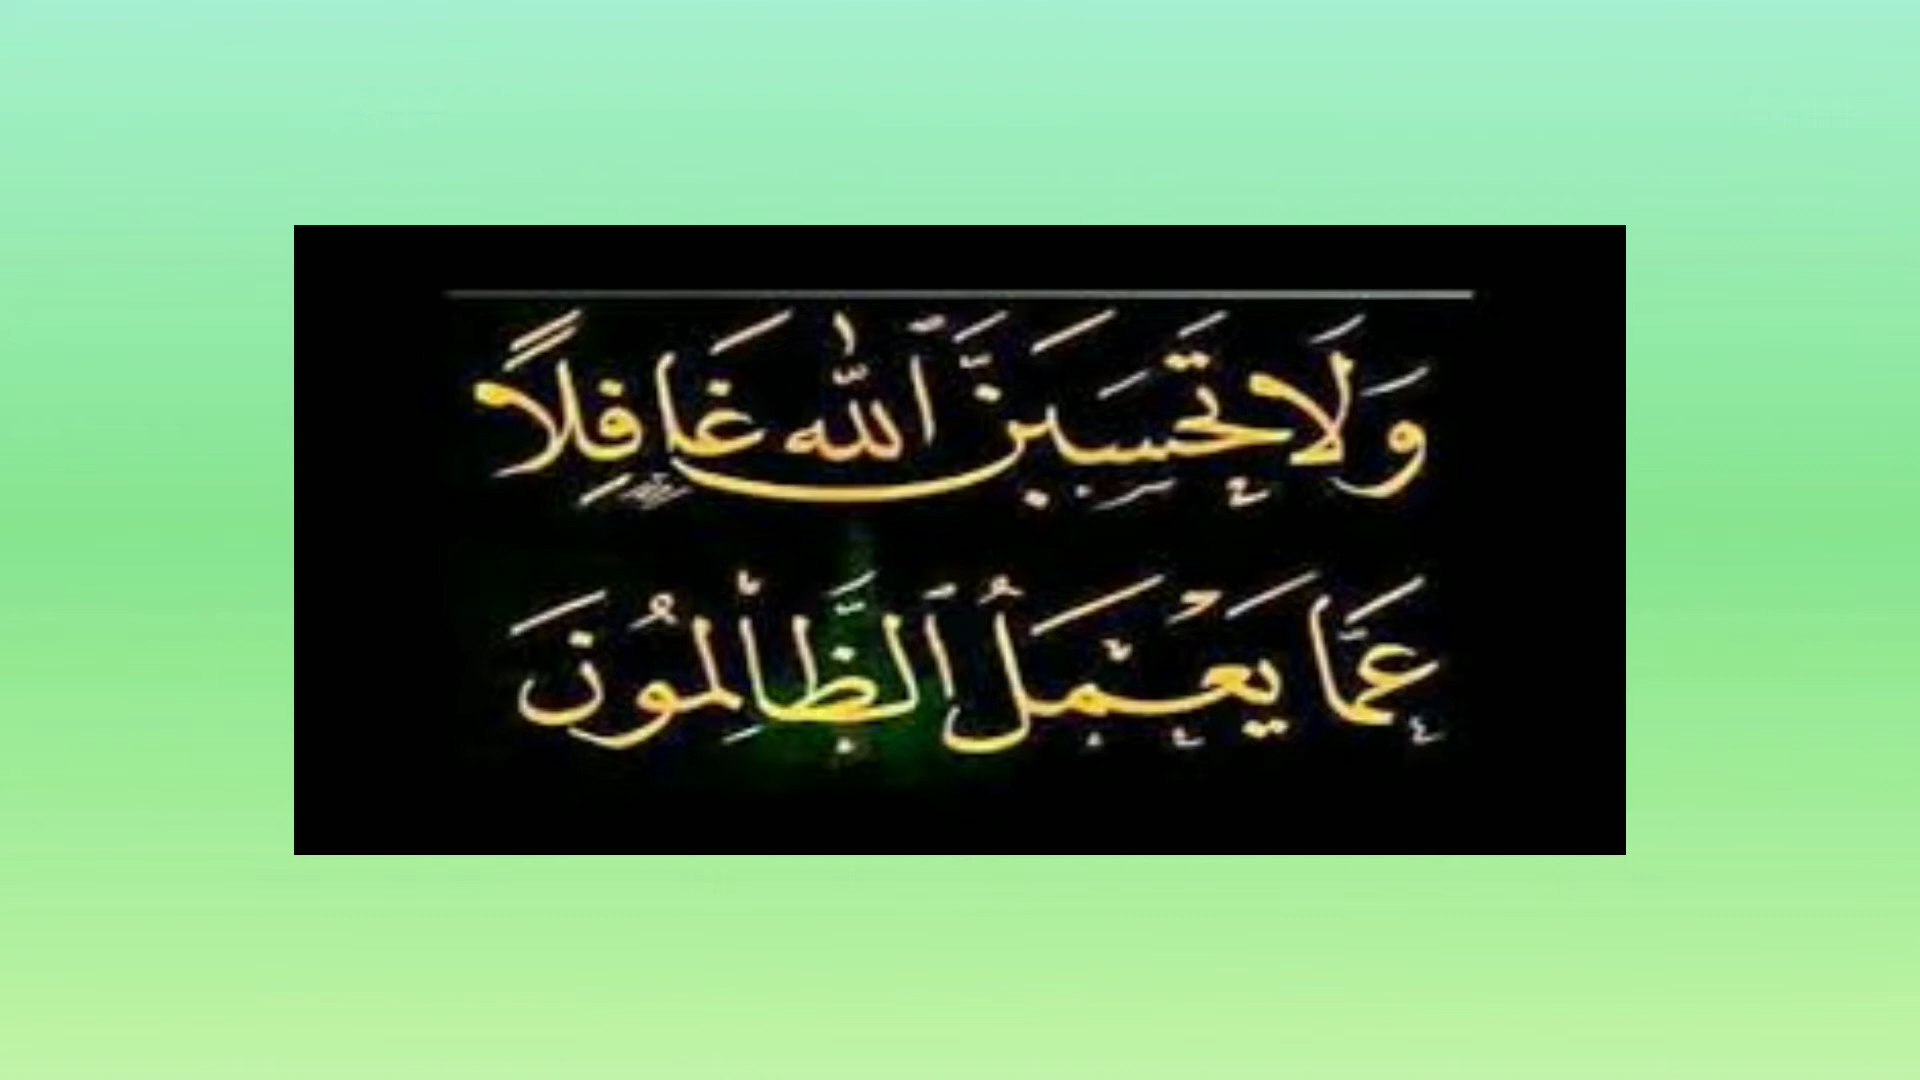 وَلَا تَحْسَبَنَّ ٱللَّهَ غَافِلًا
عَمَّا يَعْمَلُ ٱلظَّالِمُونَ